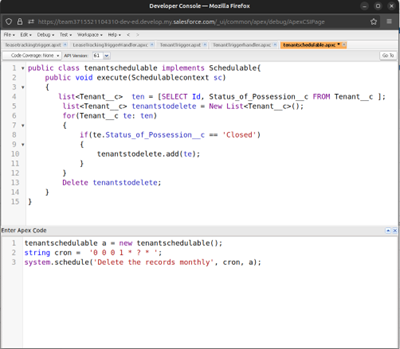 Developer Console — Mozilla Firefox
https://team3715521104310-dev-ed.develop.my.salesforce.com/_ui/common/apex/debug/ApexCSIPage
File Edit Debug Test Workspace Help < >
tenanttrigger.apxt tenanttriggerhandler.apxc tenantschedulable.apxc *
Code Coverage: None API Version: 61 Go To
1 public class tenantschedulable implements Schedulable{
2 public void execute(Schedulablecontext sc)
3 {
4 list<Tenant__c> ten = [SELECT Id, Status_of_Possession__c FROM Tenant__c ];
5 list<Tenant__c> tenantstodelete = New List<Tenant__c>();
6 for(Tenant__c te: ten)
7 {
8 if(te.Status_of_Possession__c == 'Closed')
9 {
10 tenantstodelete.add(te);
11 }
12 }
13 Delete tenantstodelete;
14 }
15 }
Enter Apex Code
1 tenantschedulable a = new tenantschedulable();
2 string cron = '0 0 0 1 * ? * ';
3 system.schedule('Delete the records monthly', cron, a);